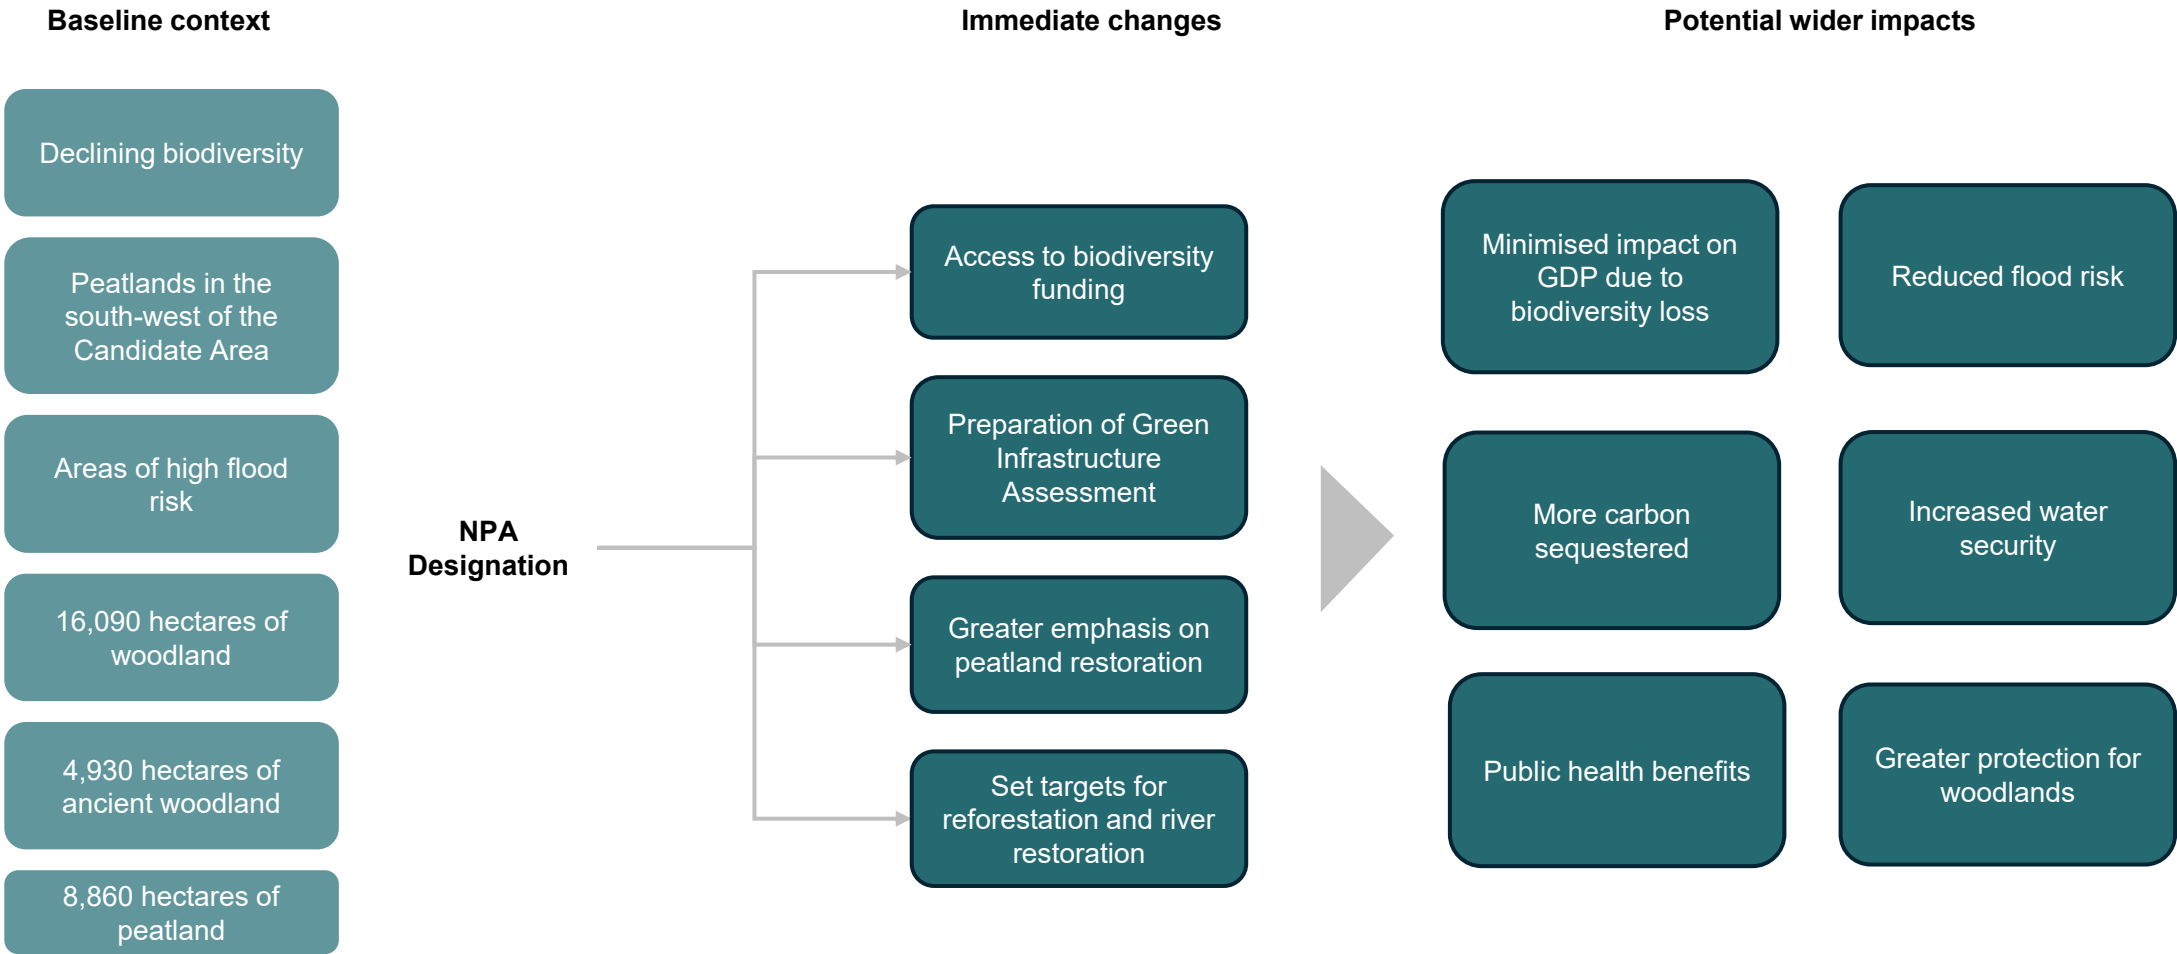 Baseline context
Immediate changes
Potential wider impacts
Declining biodiversity
Peatlands in the
south-west of the
Candidate Area
Areas of high flood
risk
16,090 hectares of
woodland
4,930 hectares of
ancient woodland
8,860 hectares of
peatland
NPA
Designation
Access to biodiversity
funding
Preparation of Green
Infrastructure
Assessment
Greater emphasis on
peatland restoration
Set targets for
reforestation and river
restoration
Minimised impact on
GDP due to
biodiversity loss
Reduced flood risk
More carbon
sequestered
Increased water
security
Public health benefits
Greater protection for
woodlands